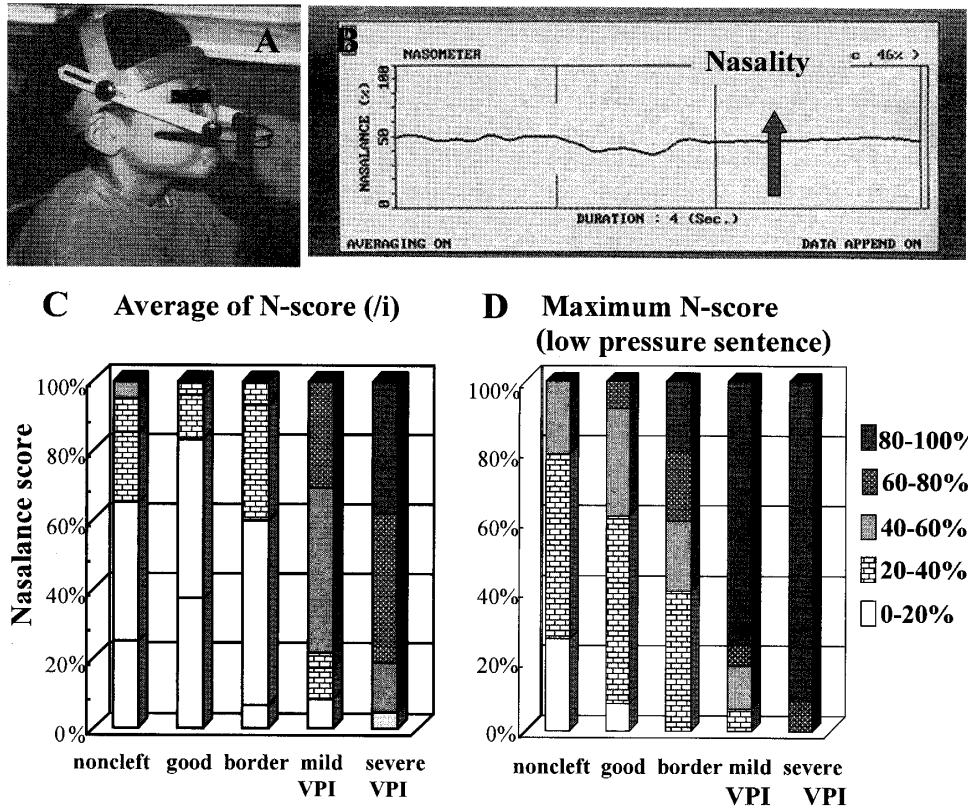 A
B
NASOMETER
Nasality
c 46% >
NASALANCE (%)
100
50
0
DURATION : 4 (Sec.)
AVERAGING ON
DATA APPEND ON
C Average of N-score (/i)
D Maximum N-score
(low pressure sentence)
Nasalance score
100%
80%
60%
40%
20%
0%
noncleft good border mild severe
VPI VPI
100%
80%
60%
40%
20%
0%
noncleft good border mild severe
VPI VPI
80-100%
60-80%
40-60%
20-40%
0-20%